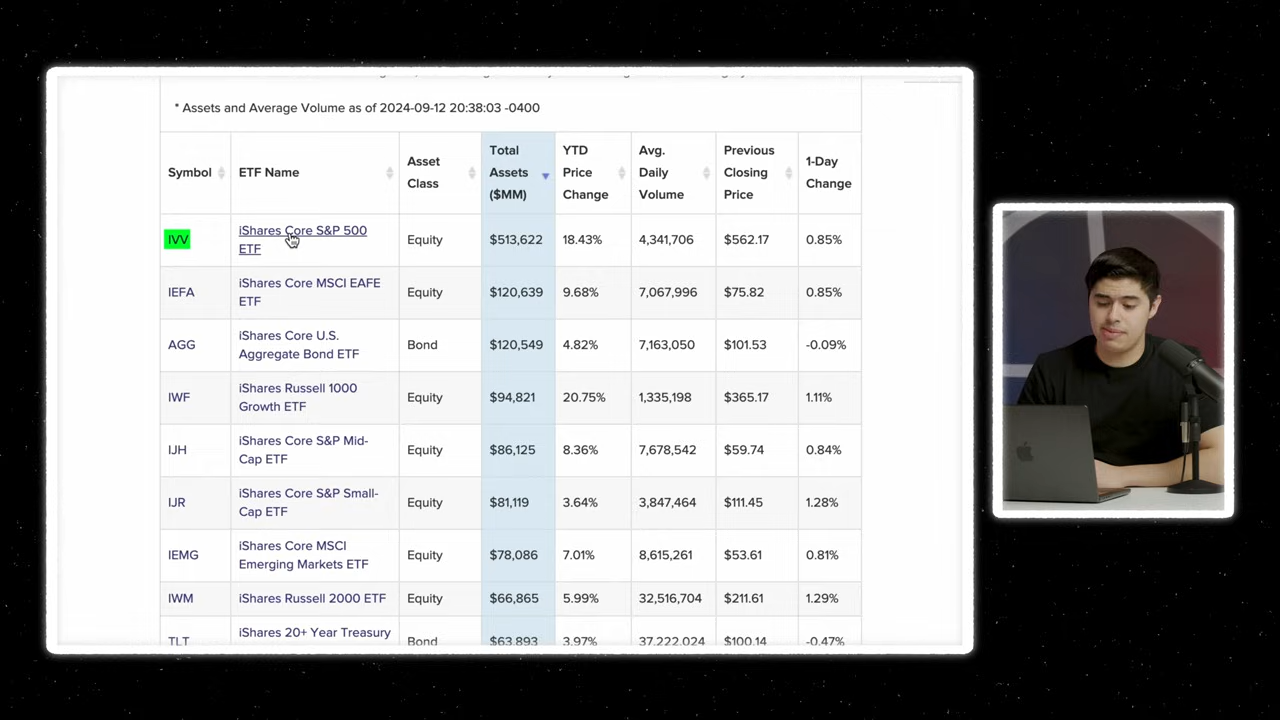 * Assets and Average Volume as of 2024-09-12 20:38:03 -0400
Symbol
ETF Name
Asset
Class
Total
Assets
($MM)
YTD
Price
Change
Avg.
Daily
Volume
Previous
Closing
Price
1-Day
Change
IVV
iShares Core S&P 500
ETF
Equity
$513,622
18.43%
4,341,706
$562.17
0.85%
IEFA
iShares Core MSCI EAFE
ETF
Equity
$120,639
9.68%
7,067,996
$75.82
0.85%
AGG
iShares Core U.S.
Aggregate Bond ETF
Bond
$120,549
4.82%
7,163,050
$101.53
-0.09%
IWF
iShares Russell 1000
Growth ETF
Equity
$94,821
20.75%
1,335,198
$365.17
1.11%
IJH
iShares Core S&P Mid-
Cap ETF
Equity
$86,125
8.36%
7,678,542
$59.74
0.84%
IJR
iShares Core S&P Small-
Cap ETF
Equity
$81,119
3.64%
3,847,464
$111.45
1.28%
IEMG
iShares Core MSCI
Emerging Markets ETF
Equity
$78,086
7.01%
8,615,261
$53.61
0.81%
IWM
iShares Russell 2000 ETF
Equity
$66,865
5.99%
32,516,704
$211.61
1.29%
TLT
iShares 20+ Year Treasury
Bond
$63,893
3.97%
37,222,024
$100.14
-0.47%